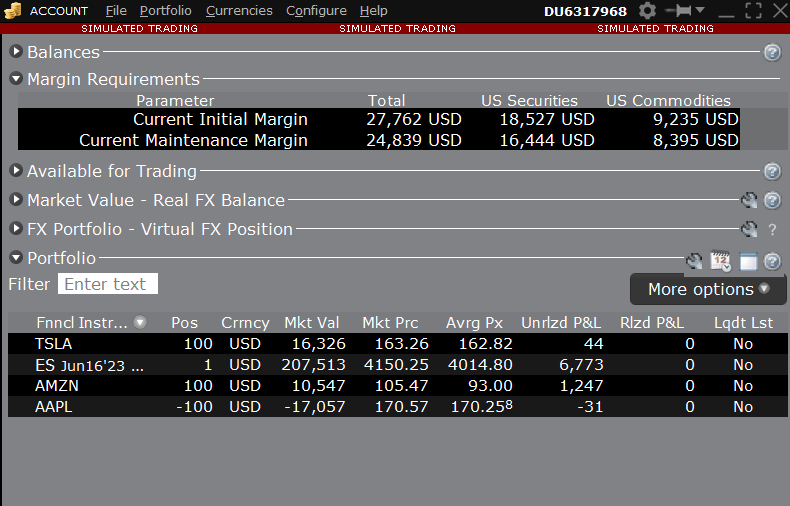 ACCOUNT File Portfolio Currencies Configure Help DU6317968
SIMULATED TRADING SIMULATED TRADING SIMULATED TRADING
Balances ?
Margin Requirements
Parameter Total US Securities US Commodities
Current Initial Margin 27,762 USD 18,527 USD 9,235 USD
Current Maintenance Margin 24,839 USD 16,444 USD 8,395 USD
Available for Trading ?
Market Value - Real FX Balance ?
FX Portfolio - Virtual FX Position ?
Portfolio 12 ?
Filter Enter text More options
Fnncl Instr... Pos Crrncy Mkt Val Mkt Prc Avrg Px Unrlzd P&L Rlzd P&L Lqdt Lst
TSLA 100 USD 16,326 163.26 162.82 44 0 No
ES Jun16'23 ... 1 USD 207,513 4150.25 4014.80 6,773 0 No
AMZN 100 USD 10,547 105.47 93.00 1,247 0 No
AAPL -100 USD -17,057 170.57 170.258 -31 0 No